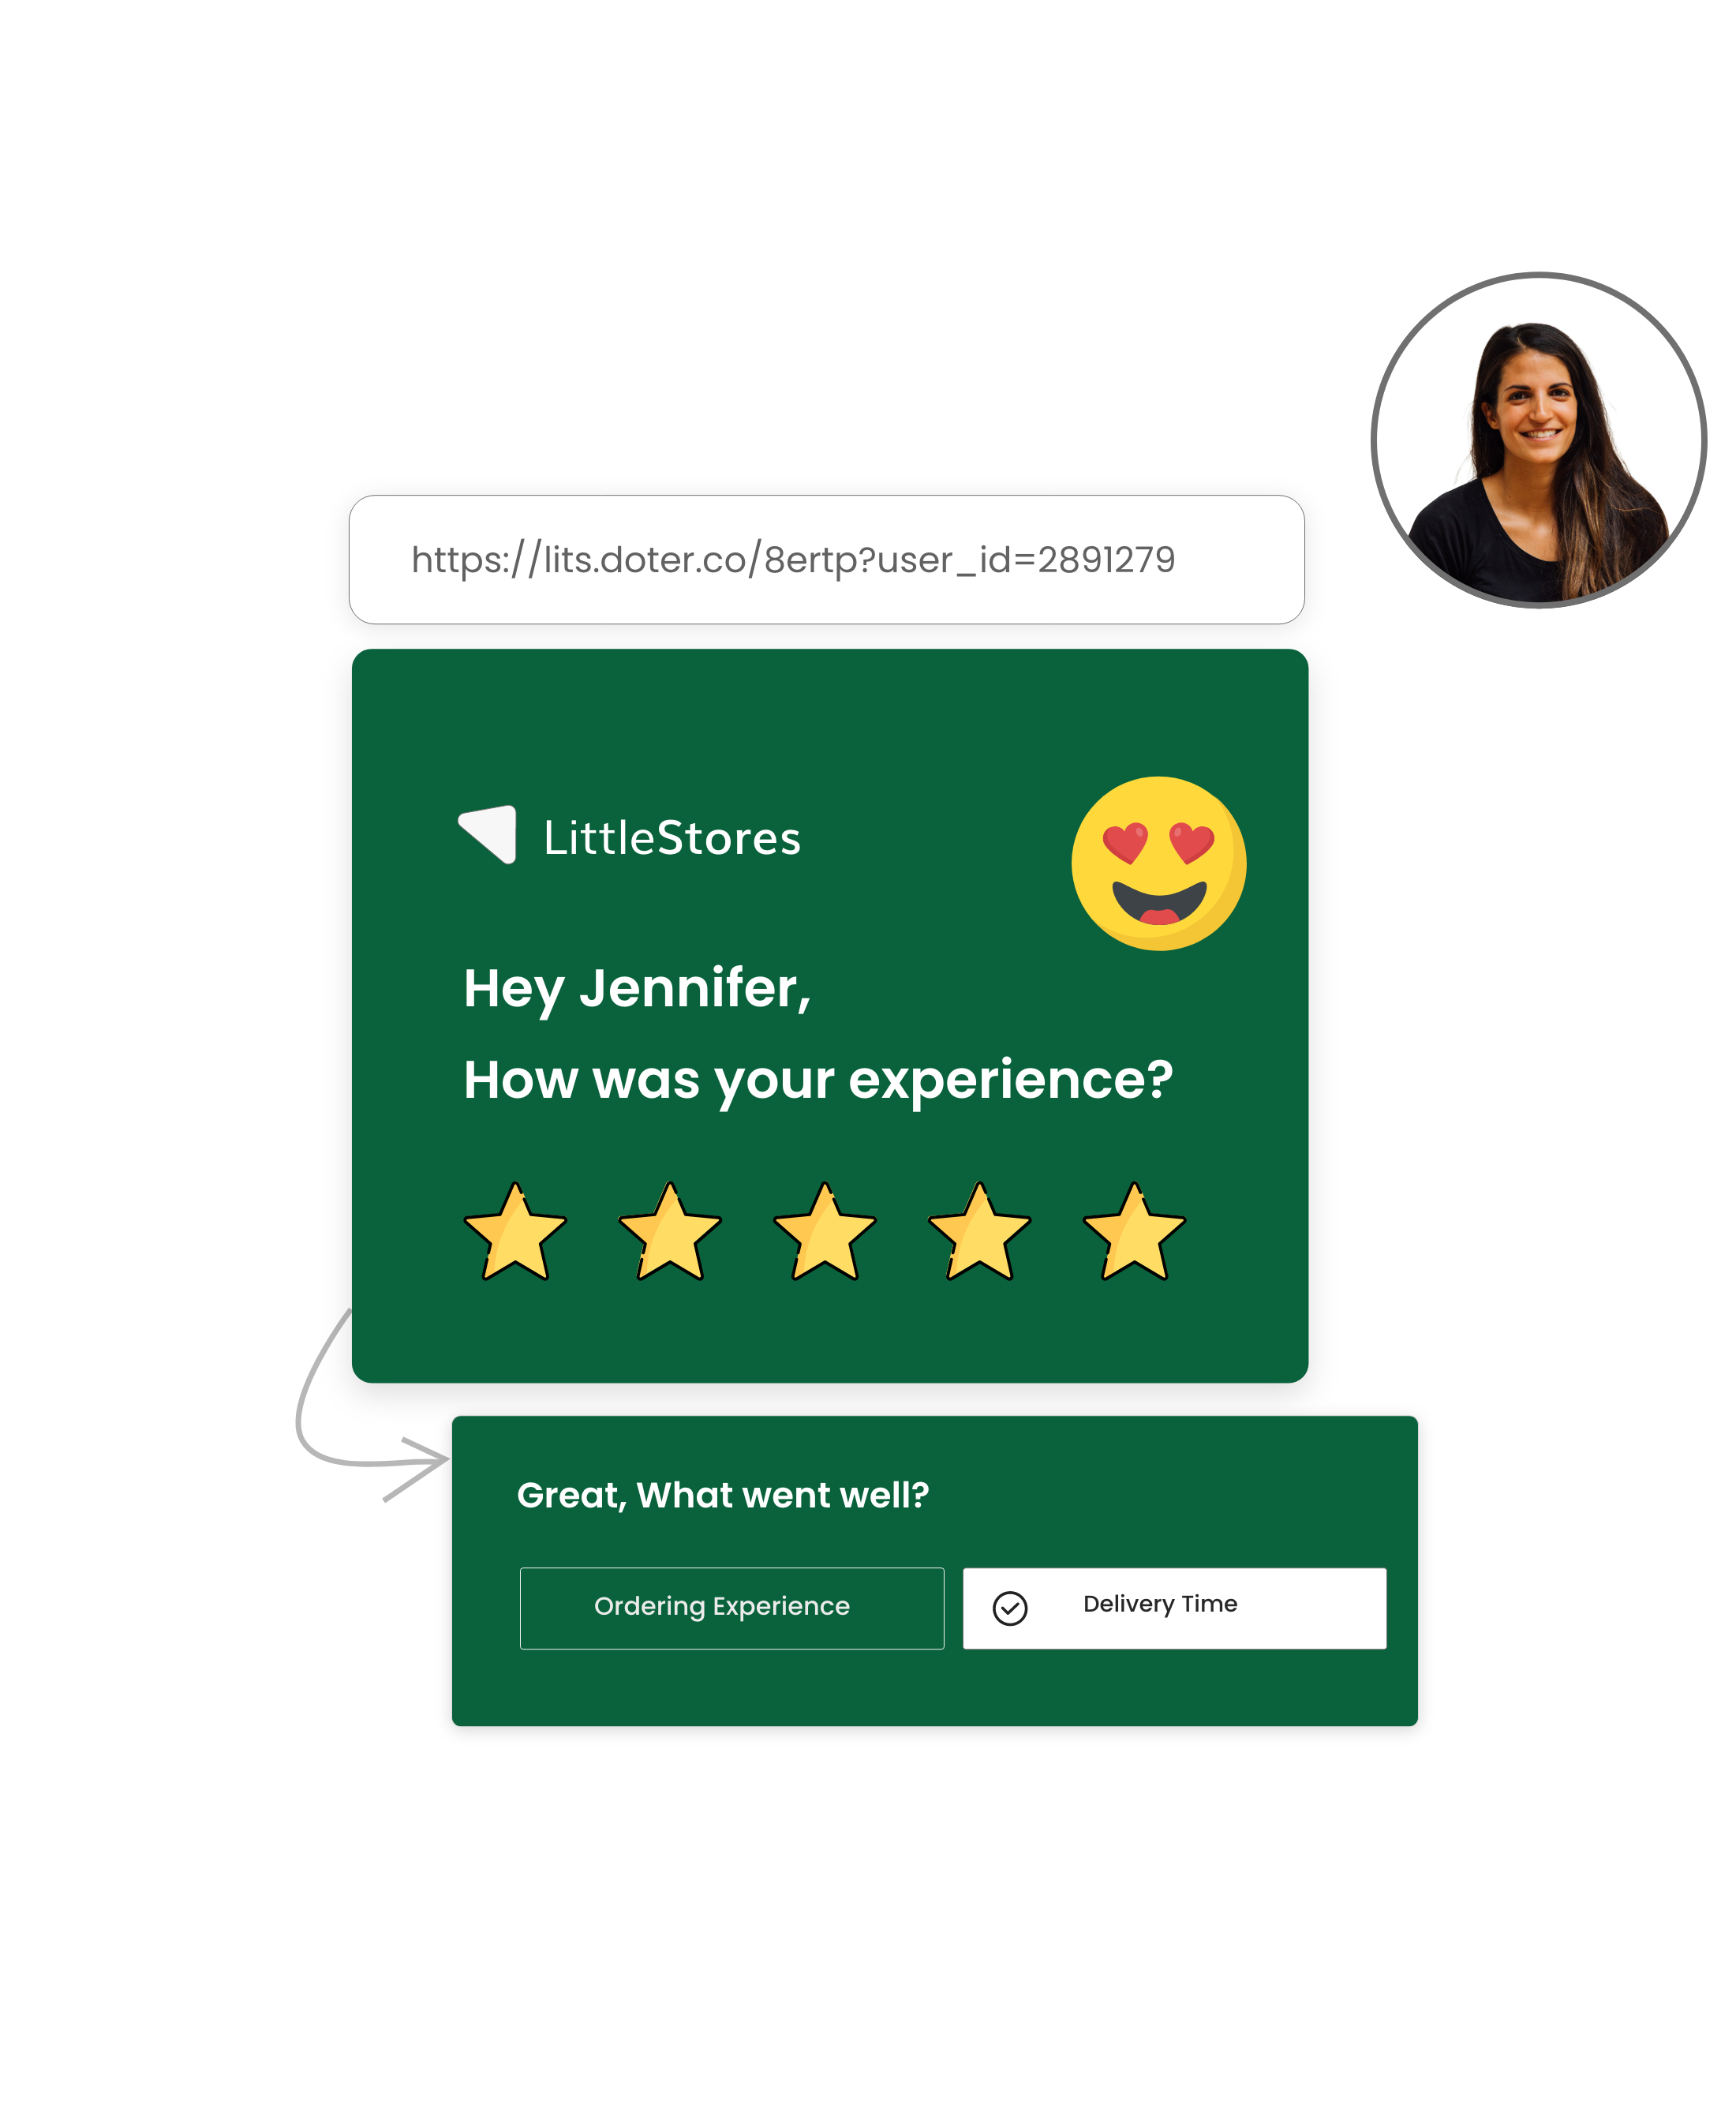 https://lits.doter.co/8ertp?user_id=2891279
LittleStores
Hey Jennifer,
How was your experience?
Great, What went well?
Ordering Experience
Delivery Time